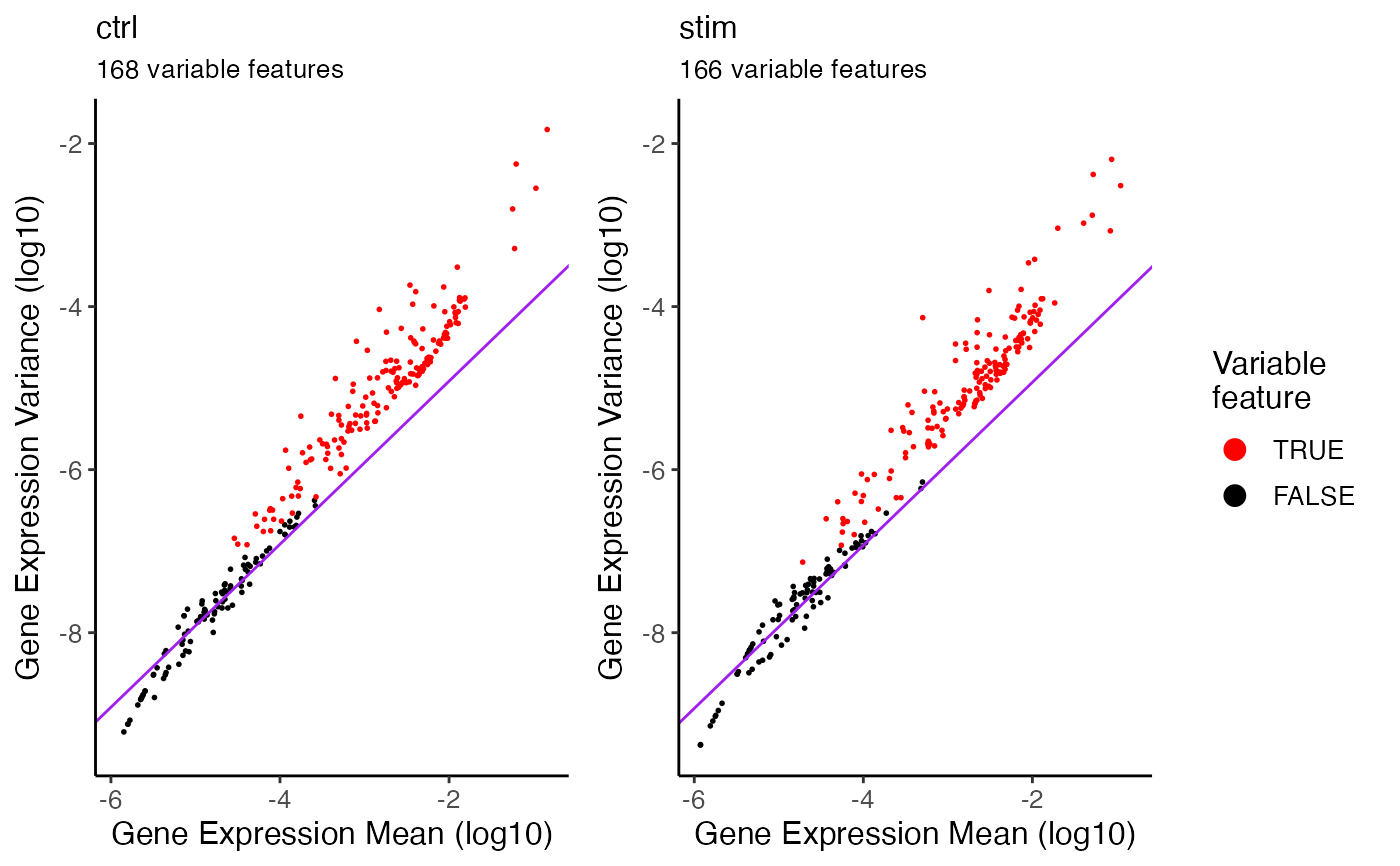 ctrl
168 variable features
Gene Expression Variance (log10)
-2
-4
-6
-8
-6
-4
-2
Gene Expression Mean (log10)
stim
166 variable features
Gene Expression Variance (log10)
-2
-4
-6
-8
-6
-4
-2
Gene Expression Mean (log10)
Variable
feature
TRUE
FALSE